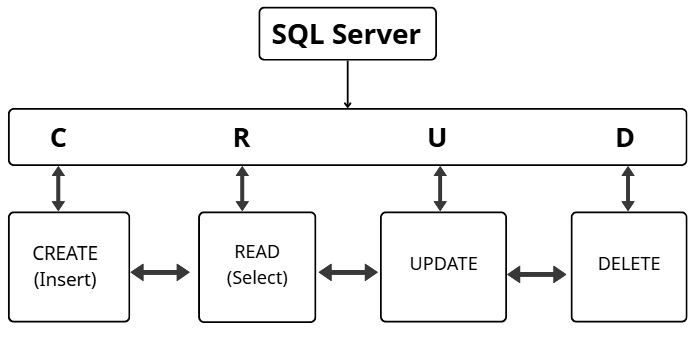 SQL Server
C R U D
CREATE
(Insert)
READ
(Select)
UPDATE
DELETE